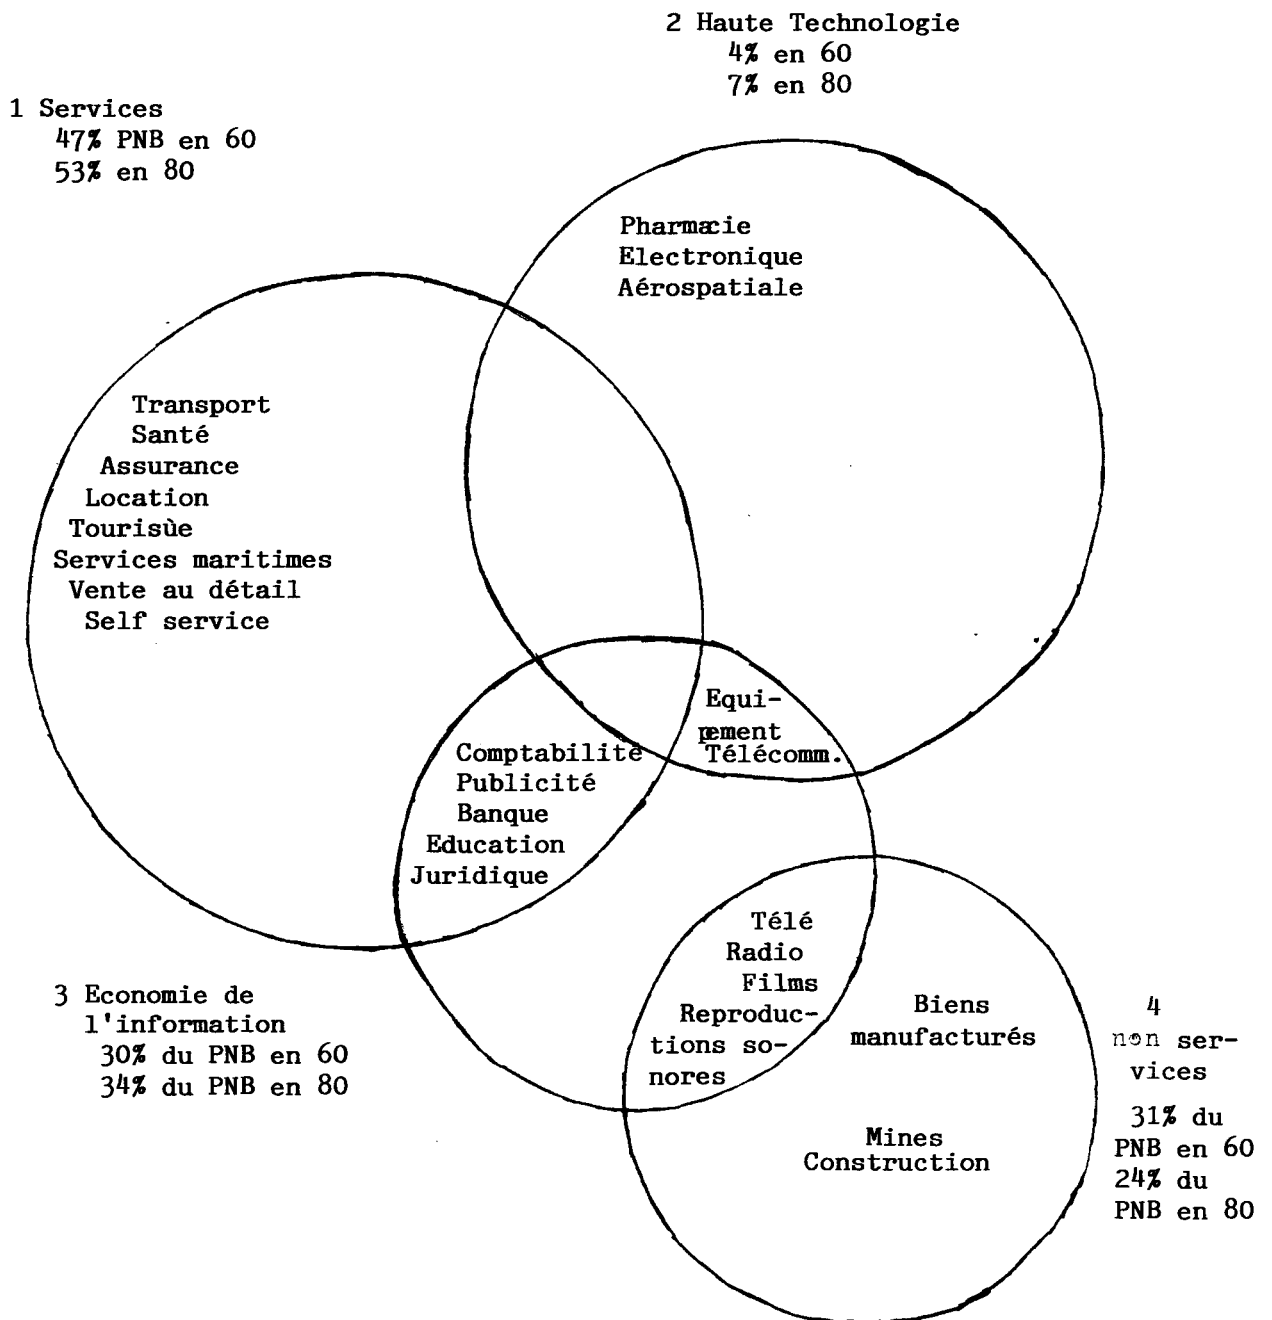 2 Haute Technologie
4% en 60
7% en 80
1 Services
47% PNB en 60
53% en 80
Pharmacie
Electronique
Aérospatiale
Transport
Santé
Assurance
Location
Tourisùe
Services maritimes
Vente au détail
Self service
Equi-
pement
Télécomm.
Comptabilité
Publicité
Banque
Education
Juridique
Télé
Radio
Films
Reproduc-
tions so-
nores
3 Economie de
l'information
30% du PNB en 60
34% du PNB en 80
Biens
manufacturés
Mines
Construction
4
non ser-
vices
31% du
PNB en 60
24% du
PNB en 80